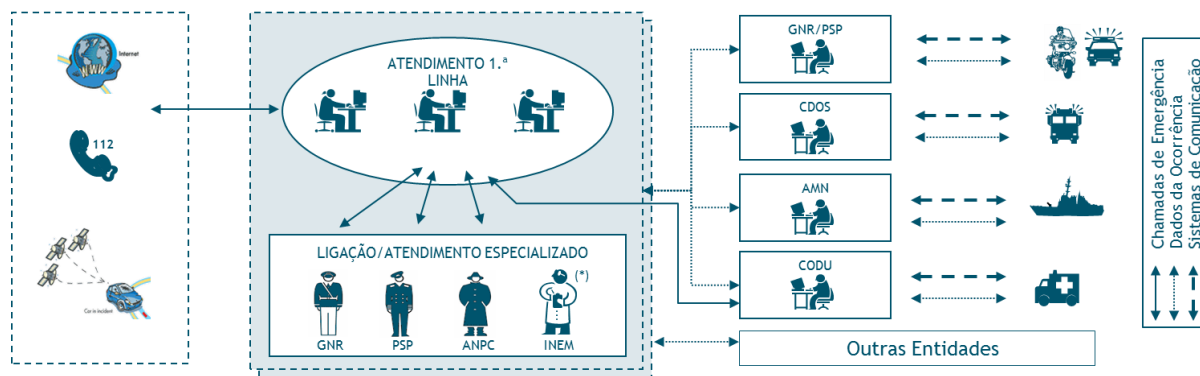 Internet
WWW
112
Car in incident
ATENDIMENTO 1.ª
LINHA
LIGAÇÃO/ATENDIMENTO ESPECIALIZADO
(*)
GNR
PSP
ANPC
INEM
GNR/PSP
CDOS
AMN
CODU
Outras Entidades
Chamadas de Emergência
Dados da Ocorrência
Sistemas de Comunicação